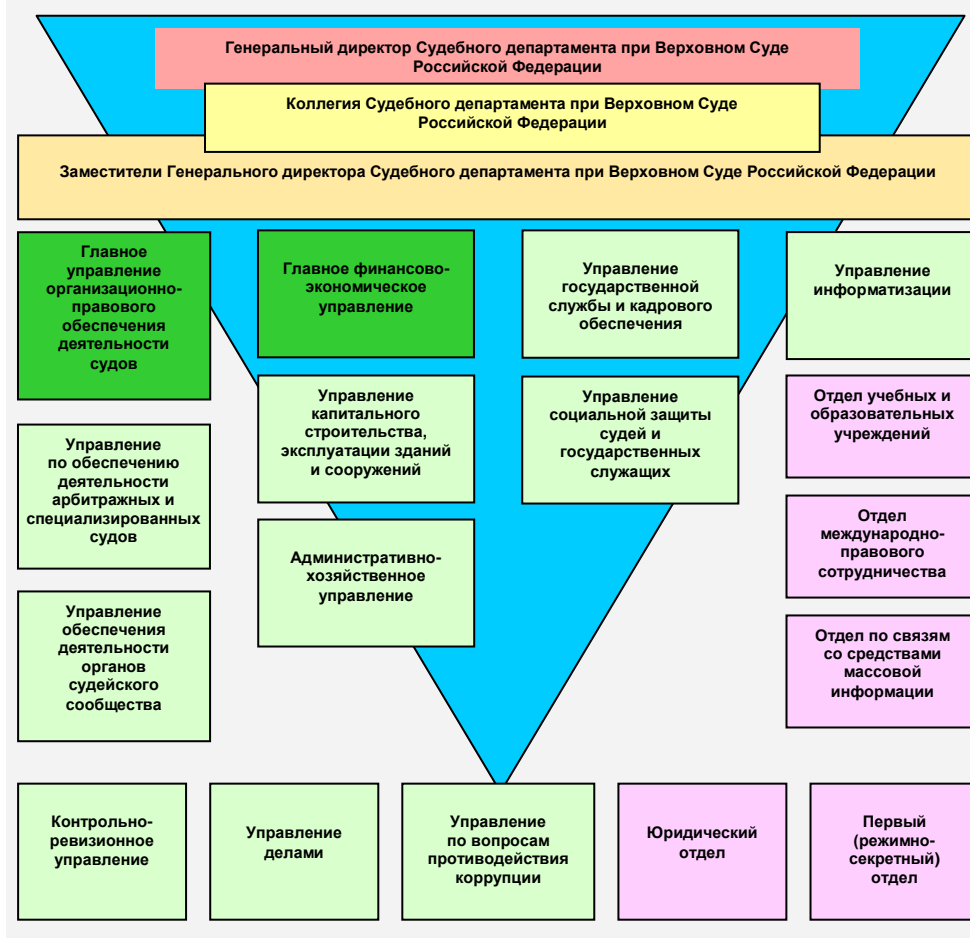 Генеральный директор Судебного департамента при Верховном Суде
Российской Федерации
Коллегия Судебного департамента при Верховном Суде
Российской Федерации
Заместители Генерального директора Судебного департамента при Верховном Суде Российской Федерации
Главное
управление
организационно-
правового
обеспечения
деятельности
судов
Главное финансово-
экономическое
управление
Управление
государственной
службы и кадрового
обеспечения
Управление
информатизации
Управление
по обеспечению
деятельности
арбитражных и
специализированных
судов
Управление
капитального
строительства,
эксплуатации зданий
и сооружений
Управление
социальной защиты
судей и
государственных
служащих
Отдел учебных и
образовательных
учреждений
Административно-
хозяйственное
управление
Отдел
международно-
правового
сотрудничества
Управление
обеспечения
деятельности
органов
судейского
сообщества
Отдел по связям
со средствами
массовой
информации
Контрольно-
ревизионное
управление
Управление
делами
Управление
по вопросам
противодействия
коррупции
Юридический
отдел
Первый
(режимно-
секретный)
отдел